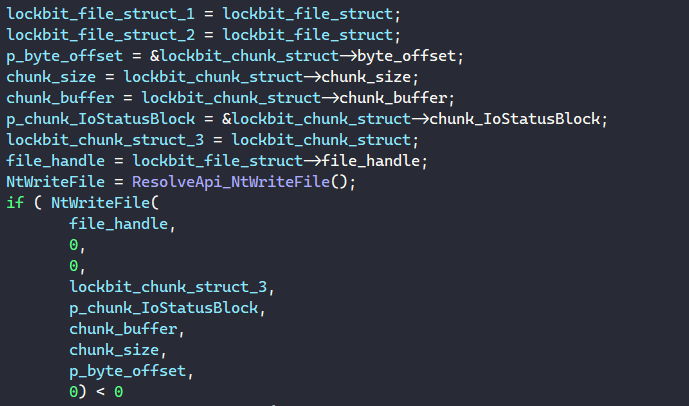 lockbit_file_struct_1 = lockbit_file_struct;
lockbit_file_struct_2 = lockbit_file_struct;
p_byte_offset = &lockbit_chunk_struct→byte_offset;
chunk_size = lockbit_chunk_struct→chunk_size;
chunk_buffer = lockbit_chunk_struct→chunk_buffer;
p_chunk_IoStatusBlock = &lockbit_chunk_struct→chunk_IoStatusBlock;
lockbit_chunk_struct_3 = lockbit_chunk_struct;
file_handle = lockbit_file_struct→file_handle;
NtWriteFile = ResolveApi_NtWriteFile();
if ( NtWriteFile(
file_handle,
0,
0,
lockbit_chunk_struct_3,
p_chunk_IoStatusBlock,
chunk_buffer,
chunk_size,
p_byte_offset,
0) < 0